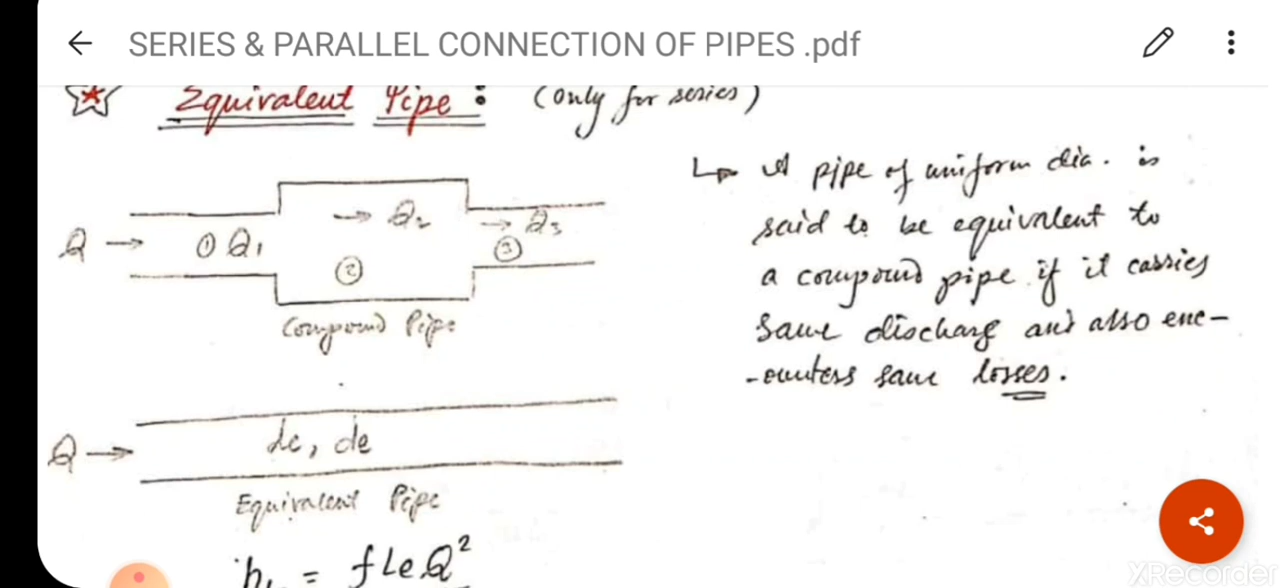 SERIES & PARALLEL CONNECTION OF PIPES .pdf
Equivalent Pipe : (only for series)
↳ A pipe of uniform dia. is
said to be equivalent to
a compound pipe if it carries
same discharge and also enc-
-ounters same losses.
Q → ① Q₁ → Q₂ ② → Q₃ ③
Compound Pipe
Q → Le, de
Equivalent Pipe
= fLeQ²
XRecorder